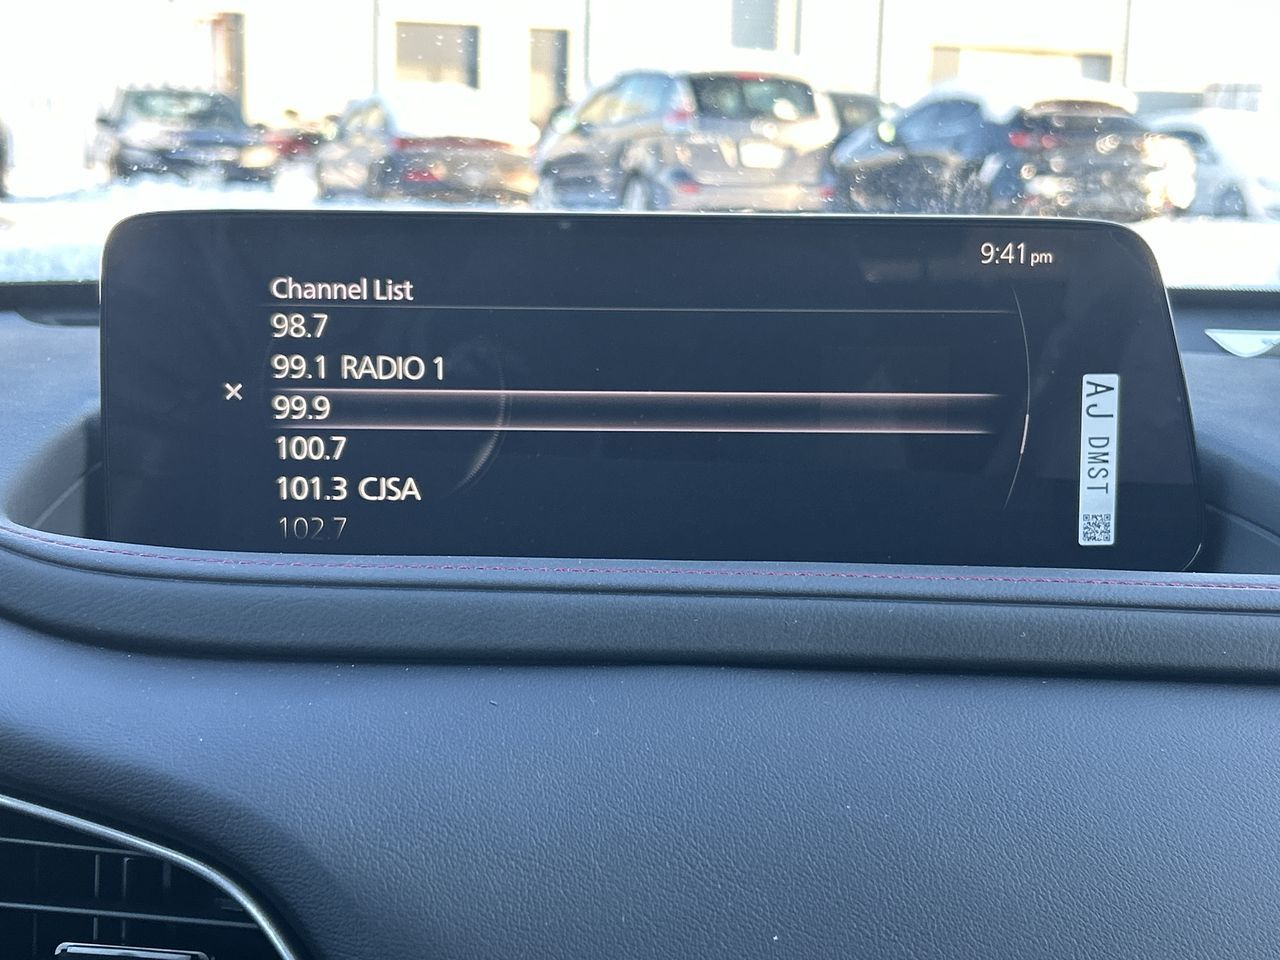 9:41 pm
Channel List
98.7
99.1 RADIO 1
99.9
100.7
101.3 CJSA
102.7
AJ DMST